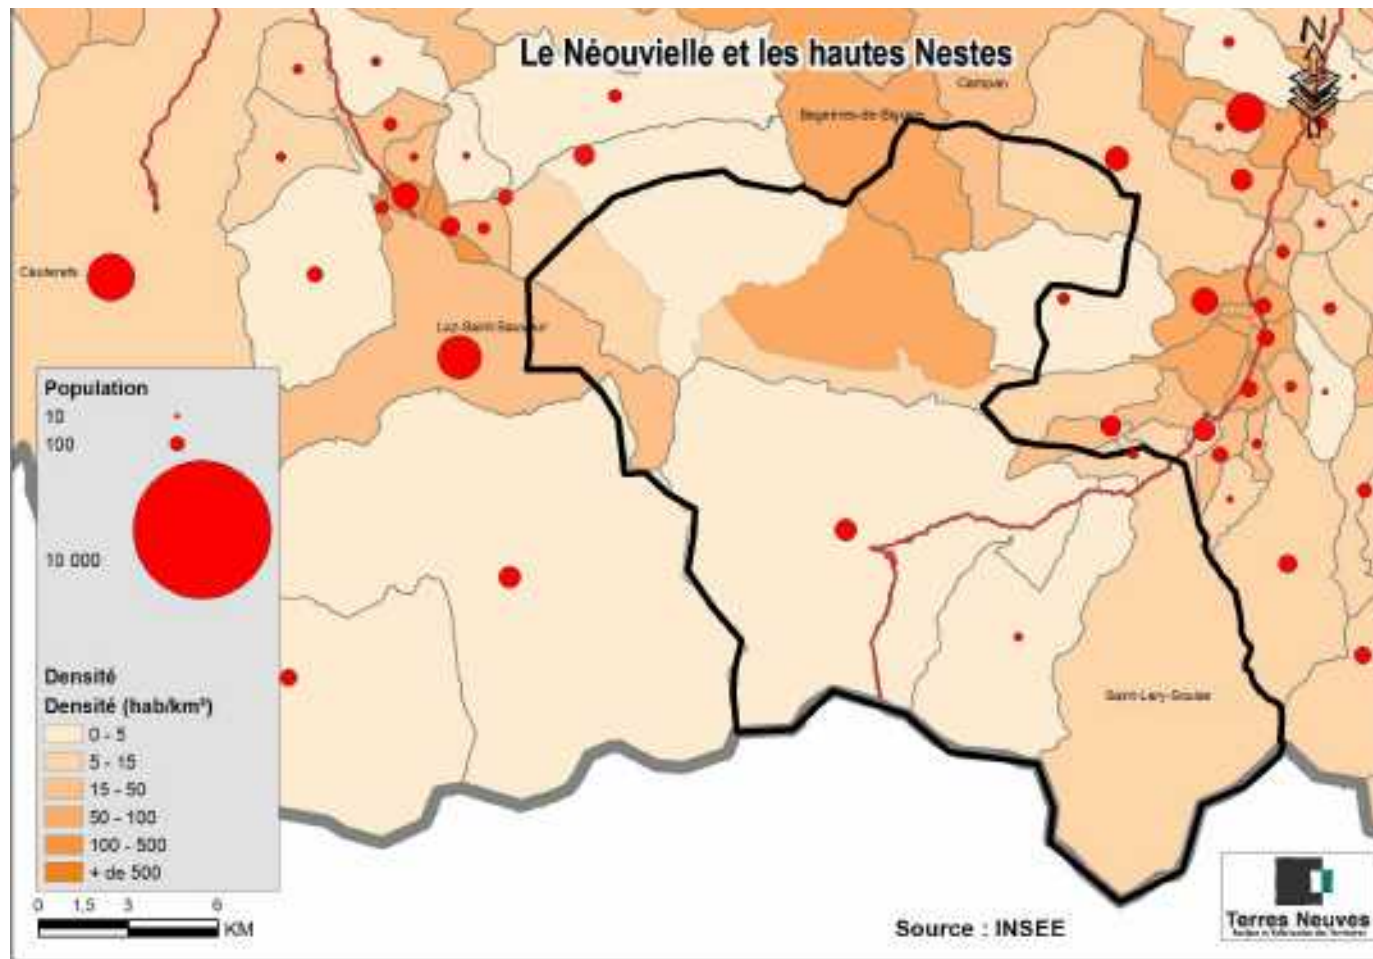 Le Néouvielle et les hautes Nestes
N
Campan
Bagnères-de-Bigorre
Cauterets
Luz-Saint-Sauveur
Saint-Lary-Soulan
Population
10
100
10 000
Densité
Densité (hab/km²)
0 - 5
5 - 15
15 - 50
50 - 100
100 - 500
+ de 500
0 1,5 3 6
KM
Source : INSEE
Terres Neuves